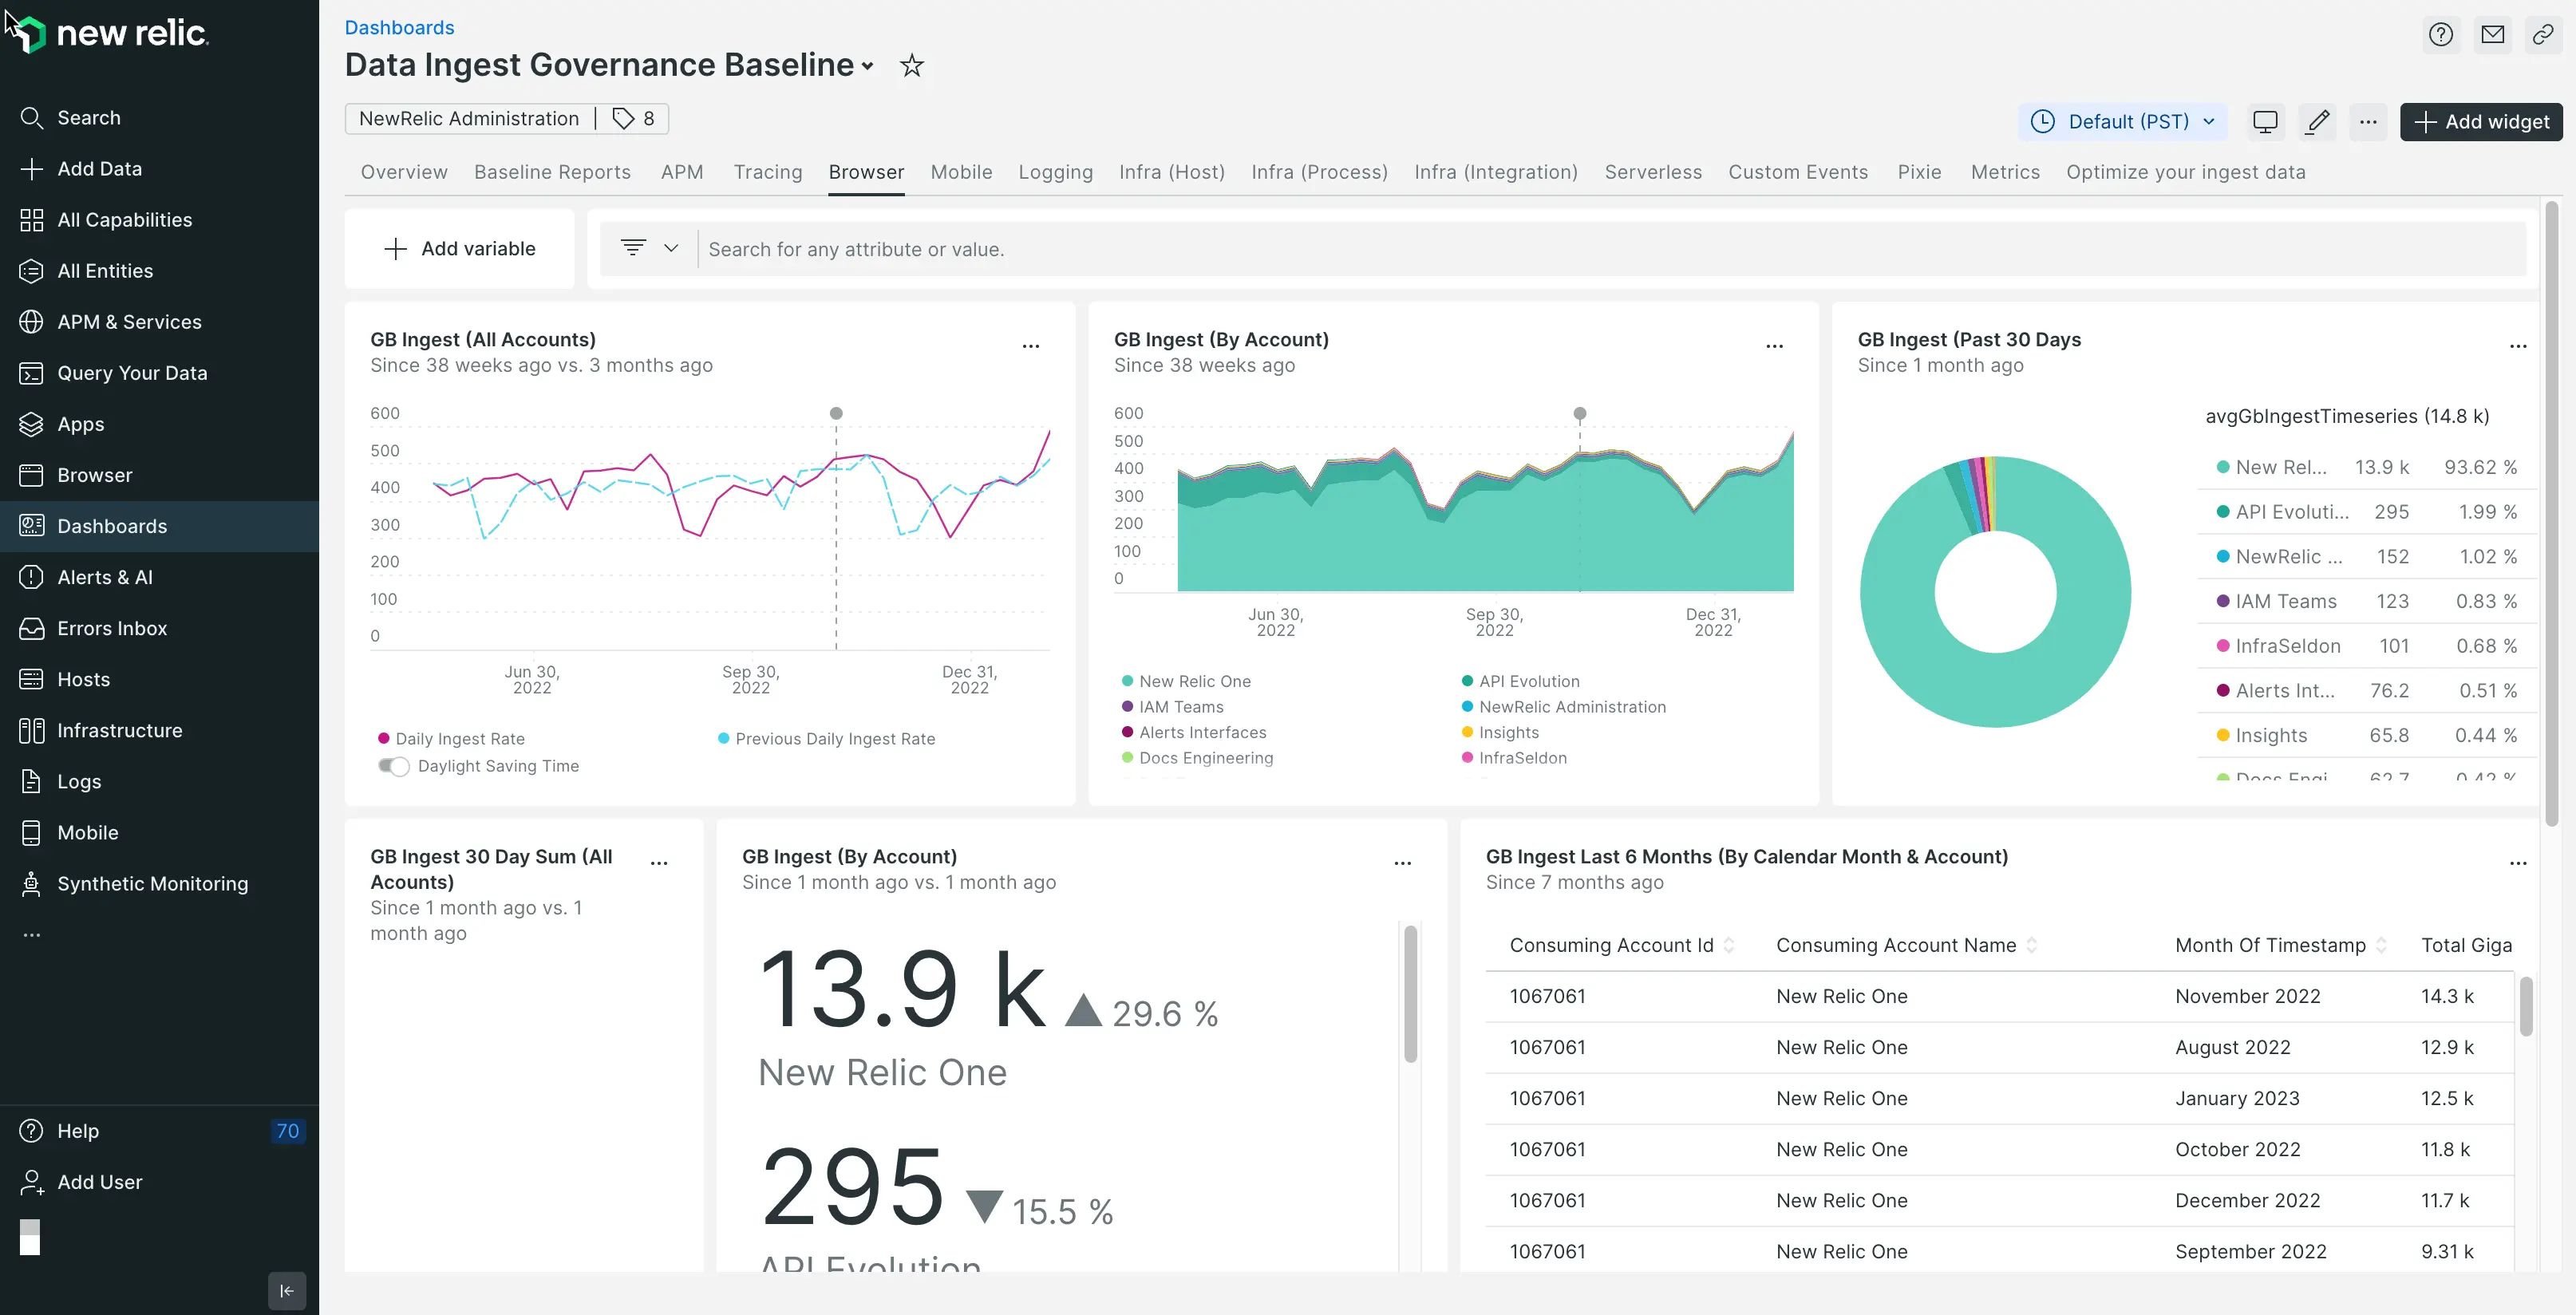 new relic.
Search
Add Data
All Capabilities
All Entities
APM & Services
Query Your Data
Apps
Browser
Dashboards
Alerts & AI
Errors Inbox
Hosts
Infrastructure
Logs
Mobile
Synthetic Monitoring
...
Help 70
Add User
Dashboards
Data Ingest Governance Baseline
NewRelic Administration | 8
Default (PST)
...
Add widget
Overview Baseline Reports APM Tracing Browser Mobile Logging Infra (Host) Infra (Process) Infra (Integration) Serverless Custom Events Pixie Metrics Optimize your ingest data
Add variable
Search for any attribute or value.
GB Ingest (All Accounts)
...
Since 38 weeks ago vs. 3 months ago
600
500
400
300
200
100
0
Jun 30,
2022
Sep 30,
2022
Dec 31,
2022
Daily Ingest Rate
Previous Daily Ingest Rate
Daylight Saving Time
GB Ingest (By Account)
...
Since 38 weeks ago
600
500
400
300
200
100
0
Jun 30,
2022
Sep 30,
2022
Dec 31,
2022
New Relic One
API Evolution
IAM Teams
NewRelic Administration
Alerts Interfaces
Insights
Docs Engineering
InfraSeldon
GB Ingest (Past 30 Days
...
Since 1 month ago
avgGbIngestTimeseries (14.8 k)
New Rel... 13.9 k 93.62 %
API Evoluti... 295 1.99 %
NewRelic ... 152 1.02 %
IAM Teams 123 0.83 %
InfraSeldon 101 0.68 %
Alerts Int... 76.2 0.51 %
Insights 65.8 0.44 %
Docs Engi 62.7 0.42 %
GB Ingest 30 Day Sum (All
Acounts)
...
Since 1 month ago vs. 1
month ago
GB Ingest (By Account)
...
Since 1 month ago vs. 1 month ago
13.9 k 29.6 %
New Relic One
295 15.5 %
API Evolution
GB Ingest Last 6 Months (By Calendar Month & Account)
...
Since 7 months ago
Consuming Account Id Consuming Account Name Month Of Timestamp Total Giga
1067061 New Relic One November 2022 14.3 k
1067061 New Relic One August 2022 12.9 k
1067061 New Relic One January 2023 12.5 k
1067061 New Relic One October 2022 11.8 k
1067061 New Relic One December 2022 11.7 k
1067061 New Relic One September 2022 9.31 k